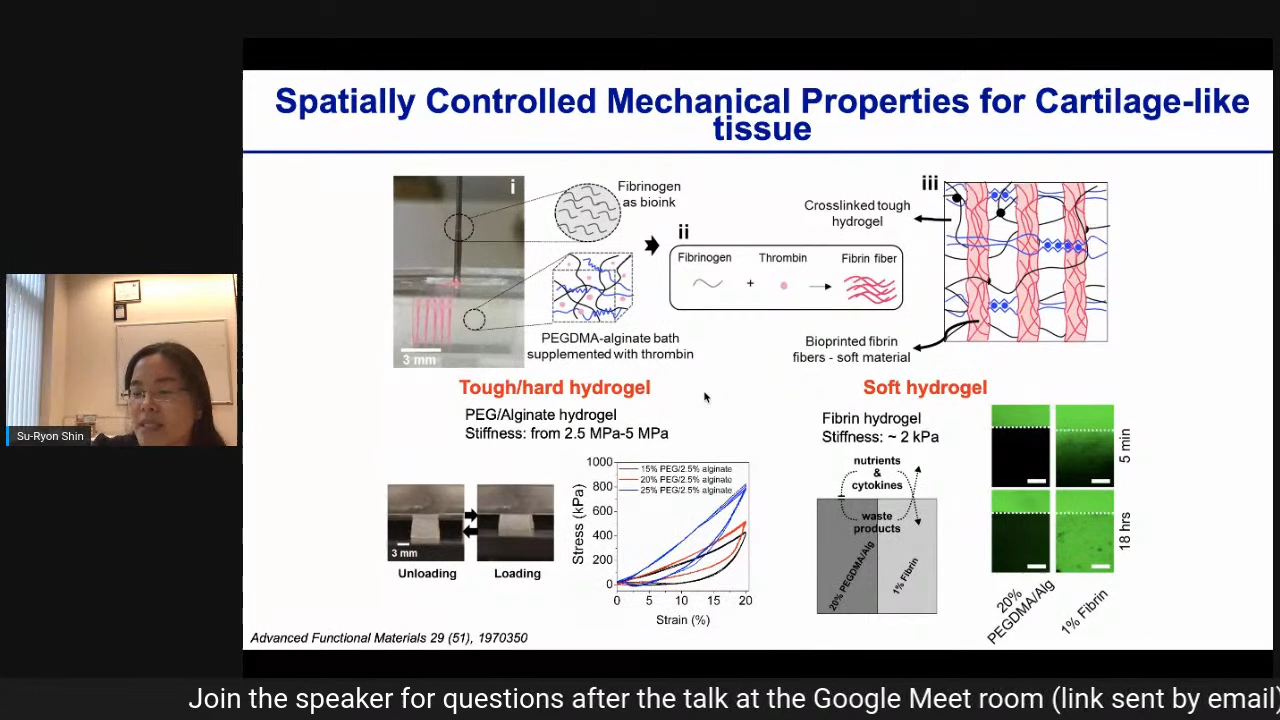 Spatially Controlled Mechanical Properties for Cartilage-like
tissue
i
Fibrinogen
as bioink
3 mm
PEGDMA-alginate bath
supplemented with thrombin
ii
Fibrinogen
Thrombin
Fibrin fiber
+
iii
Crosslinked tough
hydrogel
Bioprinted fibrin
fibers - soft material
Tough/hard hydrogel
PEG/Alginate hydrogel
Stiffness: from 2.5 MPa-5 MPa
3 mm
Unloading
Loading
Stress (kPa)
1000
800
600
400
200
0
15% PEG/2.5% alginate
20% PEG/2.5% alginate
25% PEG/2.5% alginate
0 5 10 15 20
Strain (%)
Soft hydrogel
Fibrin hydrogel
Stiffness: ~ 2 kPa
nutrients
&
cytokines
waste
products
20% PEGDMA/Alg
1% Fibrin
5 min
18 hrs
20%
PEGDMA/Alg
1% Fibrin
Advanced Functional Materials 29 (51), 1970350
Su-Ryon Shin
Join the speaker for questions after the talk at the Google Meet room (link sent by email)